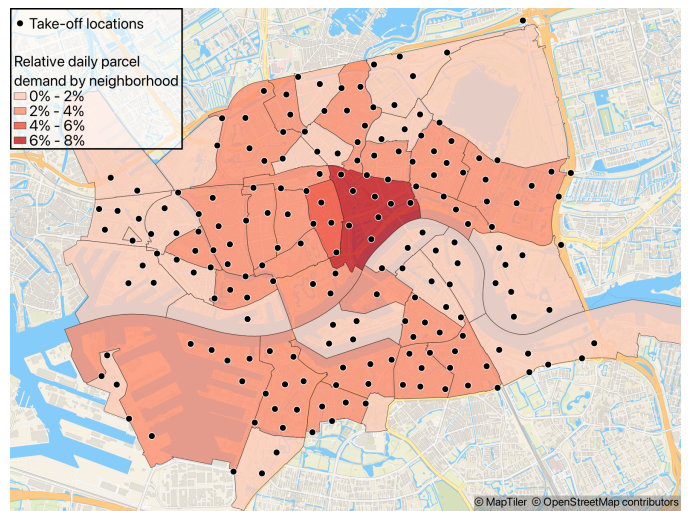 Take-off locations
Relative daily parcel
demand by neighborhood
0% - 2%
2% - 4%
4% - 6%
6% - 8%
© MapTiler © OpenStreetMap contributors